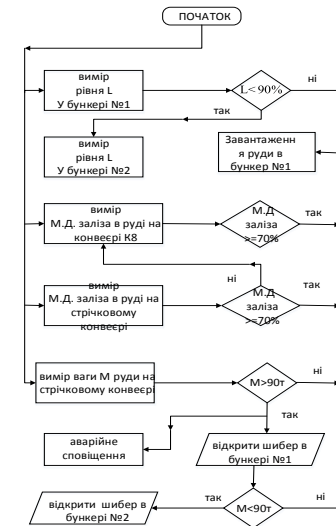 ПОЧАТОК
вимір
рівня L
У бункері №1
L<90%
ні
так
вимір
рівня L
У бункері №2
Завантаженн
я руди в
бункер №1
вимір
М.Д. заліза в руді на
конвеєрі К8
М.Д
заліза
>=70%
так
ні
вимір
М.Д. заліза в руді на
стрічковому
конвеєрі
М.Д
заліза
>=70%
так
вимір ваги М руди на
стрічковому конвеєрі
М>90т
ні
так
аварійне
сповіщення
відкрити шибер в
бункері №1
відкрити шибер в
бункері №2
так
М<90т
ні